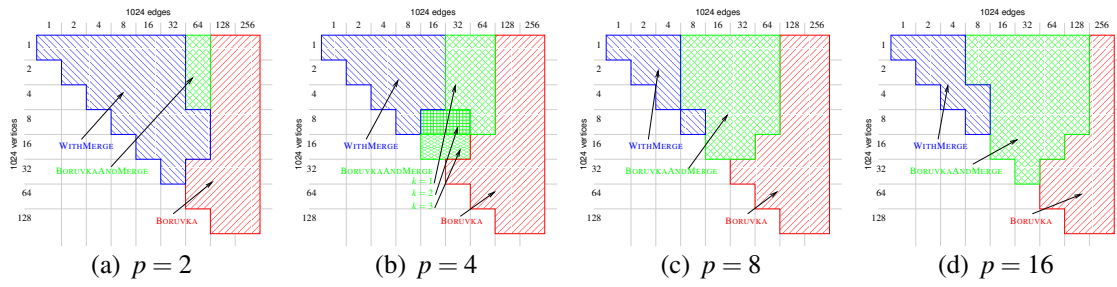 1024 edges
1 2 4 8 16 32 64 128 256
1024 vertices
1
2
4
8
16
32
64
128
WITHMERGE
BORUVKAANDMERGE
BORUVKA
(a) p = 2
1024 edges
1 2 4 8 16 32 64 128 256
1024 vertices
1
2
4
8
16
32
64
128
WITHMERGE
BORUVKAANDMERGE
k = 1
k = 2
k = 3
BORUVKA
(b) p = 4
1024 edges
1 2 4 8 16 32 64 128 256
1024 vertices
1
2
4
8
16
32
64
128
WITHMERGE
BORUVKAANDMERGE
BORUVKA
(c) p = 8
1024 edges
1 2 4 8 16 32 64 128 256
1024 vertices
1
2
4
8
16
32
64
128
WITHMERGE
BORUVKAANDMERGE
BORUVKA
(d) p = 16